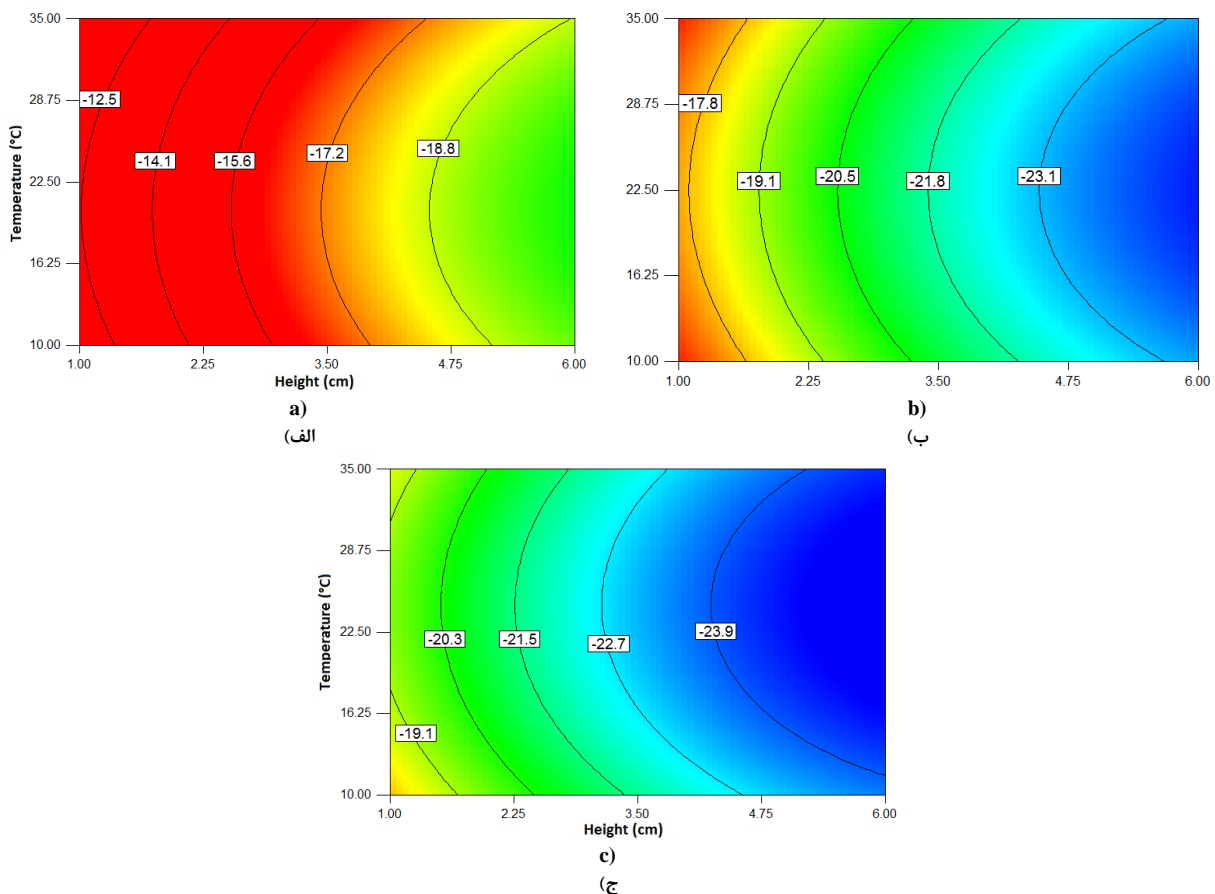 35.00
28.75
22.50
16.25
10.00
Temperature (°C)
-12.5
-14.1
-15.6
-17.2
-18.8
1.00 2.25 3.50 4.75 6.00
Height (cm)
a)
الف)
35.00
28.75
22.50
16.25
10.00
-17.8
-19.1
-20.5
-21.8
-23.1
1.00 2.25 3.50 4.75 6.00
b)
ب)
35.00
28.75
22.50
16.25
10.00
Temperature (°C)
-20.3
-21.5
-22.7
-23.9
-19.1
1.00 2.25 3.50 4.75 6.00
Height (cm)
c)
ج)